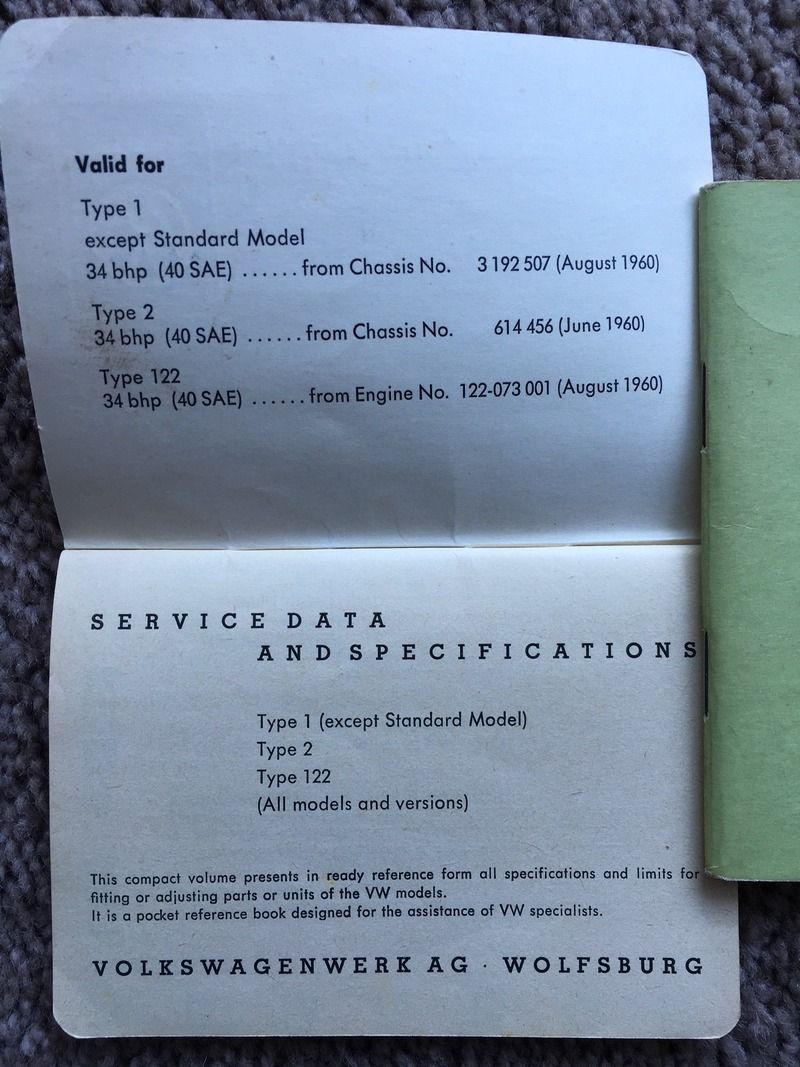 Valid for
Type 1
except Standard Model
34 bhp (40 SAE) ...... from Chassis No. 3 192 507 (August 1960)
Type 2
34 bhp (40 SAE) ...... from Chassis No. 614 456 (June 1960)
Type 122
34 bhp (40 SAE) ...... from Engine No. 122-073 001 (August 1960)
SERVICE DATA
AND SPECIFICATIONS
Type 1 (except Standard Model)
Type 2
Type 122
(All models and versions)
This compact volume presents in ready reference form all specifications and limits for
fitting or adjusting parts or units of the VW models.
It is a pocket reference book designed for the assistance of VW specialists.
VOLKSWAGENWERK AG · WOLFSBURG